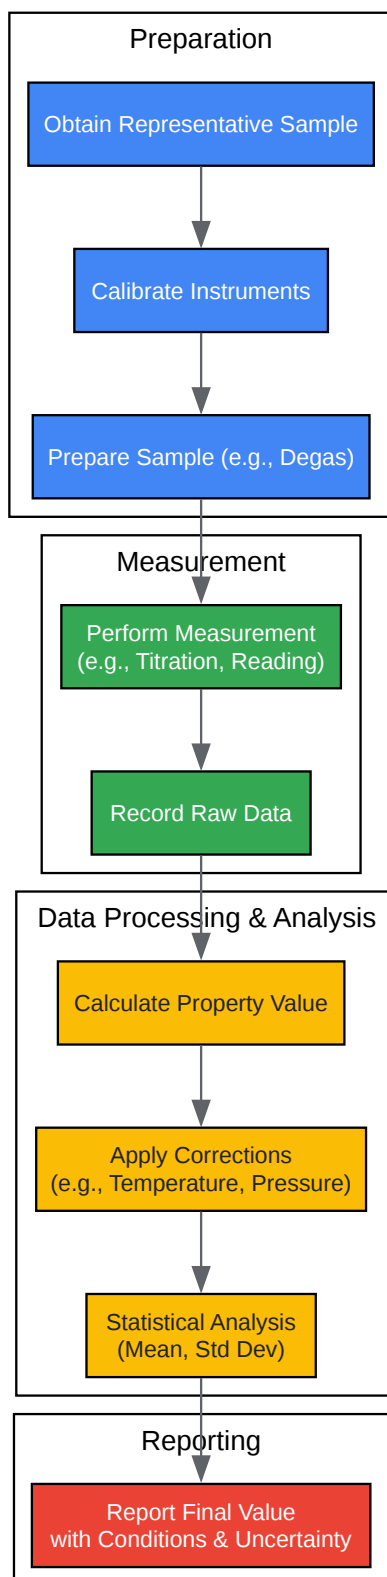 Preparation
Obtain Representative Sample
Calibrate Instruments
Prepare Sample (e.g., Degas)
Measurement
Perform Measurement
(e.g., Titration, Reading)
Record Raw Data
Data Processing & Analysis
Calculate Property Value
Apply Corrections
(e.g., Temperature, Pressure)
Statistical Analysis
(Mean, Std Dev)
Reporting
Report Final Value
with Conditions & Uncertainty